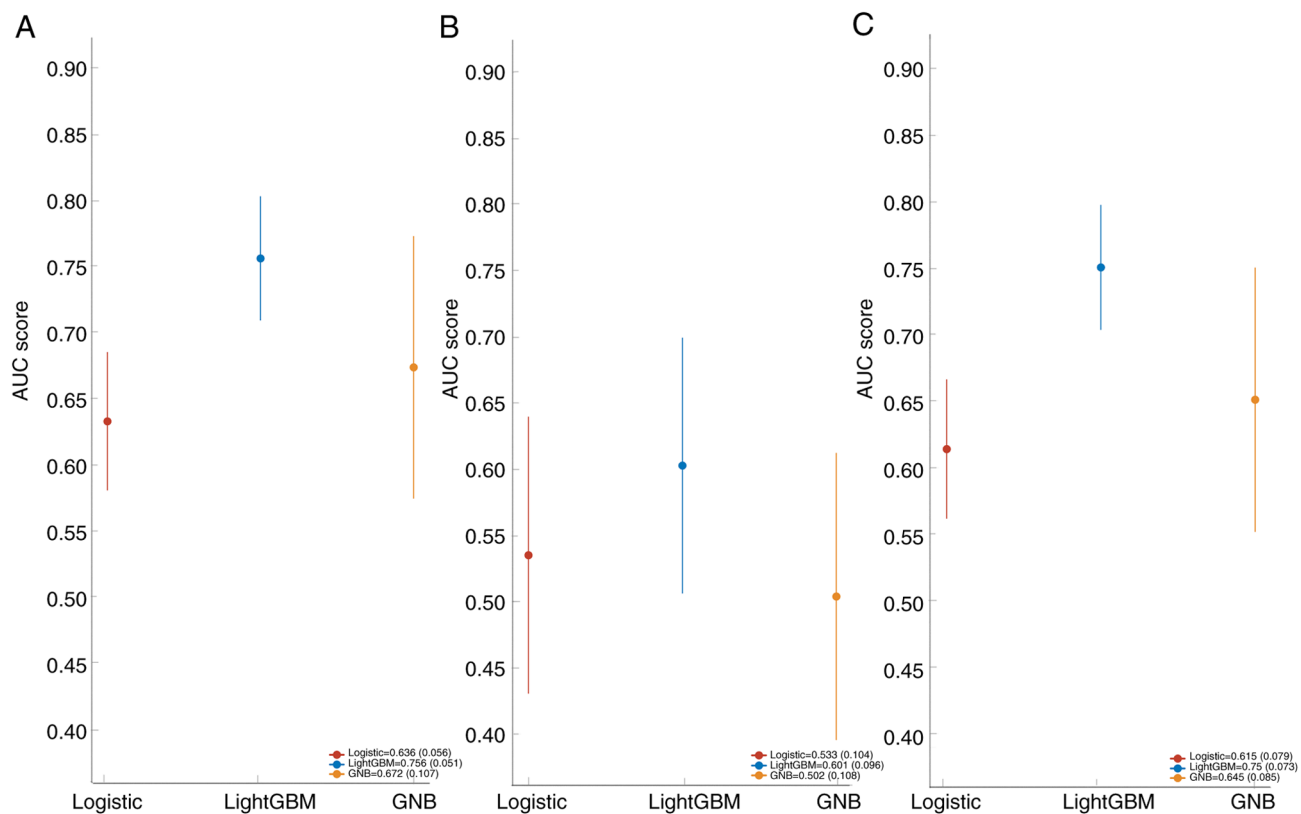 A
0.90
0.85
0.80
0.75
0.70
0.65
0.60
0.55
0.50
0.45
0.40
AUC score
Logistic=0.636 (0.056)
LightGBM=0.756 (0.051)
GNB=0.672 (0.107)
Logistic LightGBM GNB
B
0.90
0.85
0.80
0.75
0.70
0.65
0.60
0.55
0.50
0.45
0.40
AUC score
Logistic=0.533 (0.104)
LightGBM=0.601 (0.096)
GNB=0.502 (0.108)
Logistic LightGBM GNB
C
0.90
0.85
0.80
0.75
0.70
0.65
0.60
0.55
0.50
0.45
0.40
AUC score
Logistic=0.615 (0.079)
LightGBM=0.75 (0.073)
GNB=0.645 (0.085)
Logistic LightGBM GNB